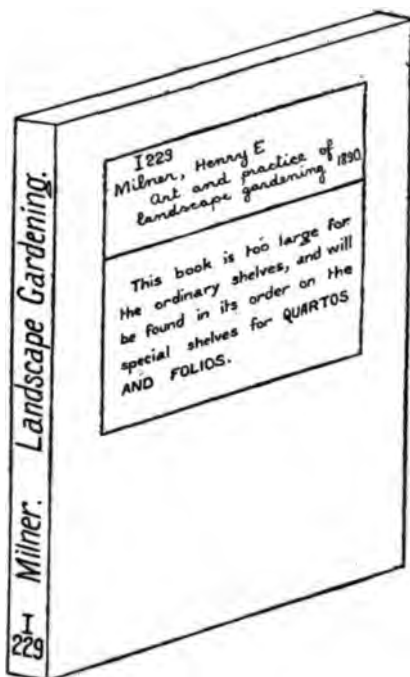 I229
Milner, Henry E
Art and practice of
landscape gardening 1890.
This book is too large for
the ordinary shelves, and will
be found in its order on the
special shelves for QUARTOS
AND FOLIOS.
I
229
Milner. Landscape Gardening.